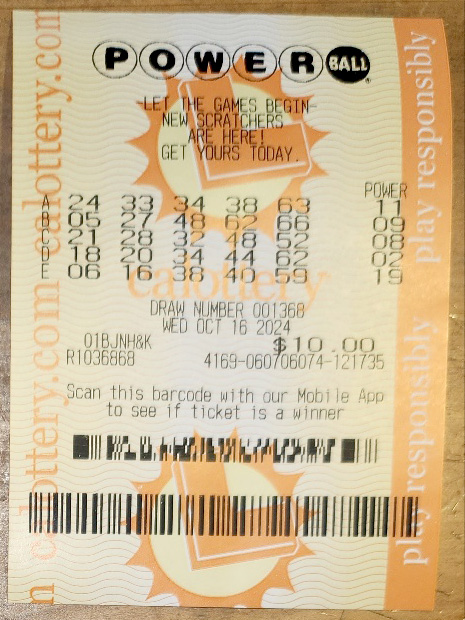 POWER BALL
-LET THE GAMES BEGIN-
NEW SCRATCHERS
ARE HERE!
GET YOURS TODAY.
POWER
A 24 33 34 38 63 11
B 05 27 48 62 66 09
C 21 28 32 48 52 08
D 18 20 34 44 62 02
E 06 16 38 40 59 19
DRAW NUMBER 001368
WED OCT 16 2024
01BJNH&K $10.00
R1036868 4169-060706074-121735
Scan this barcode with our Mobile App
to see if ticket is a winner
calottery
calottery.com calottery.com
play responsibly play responsibly